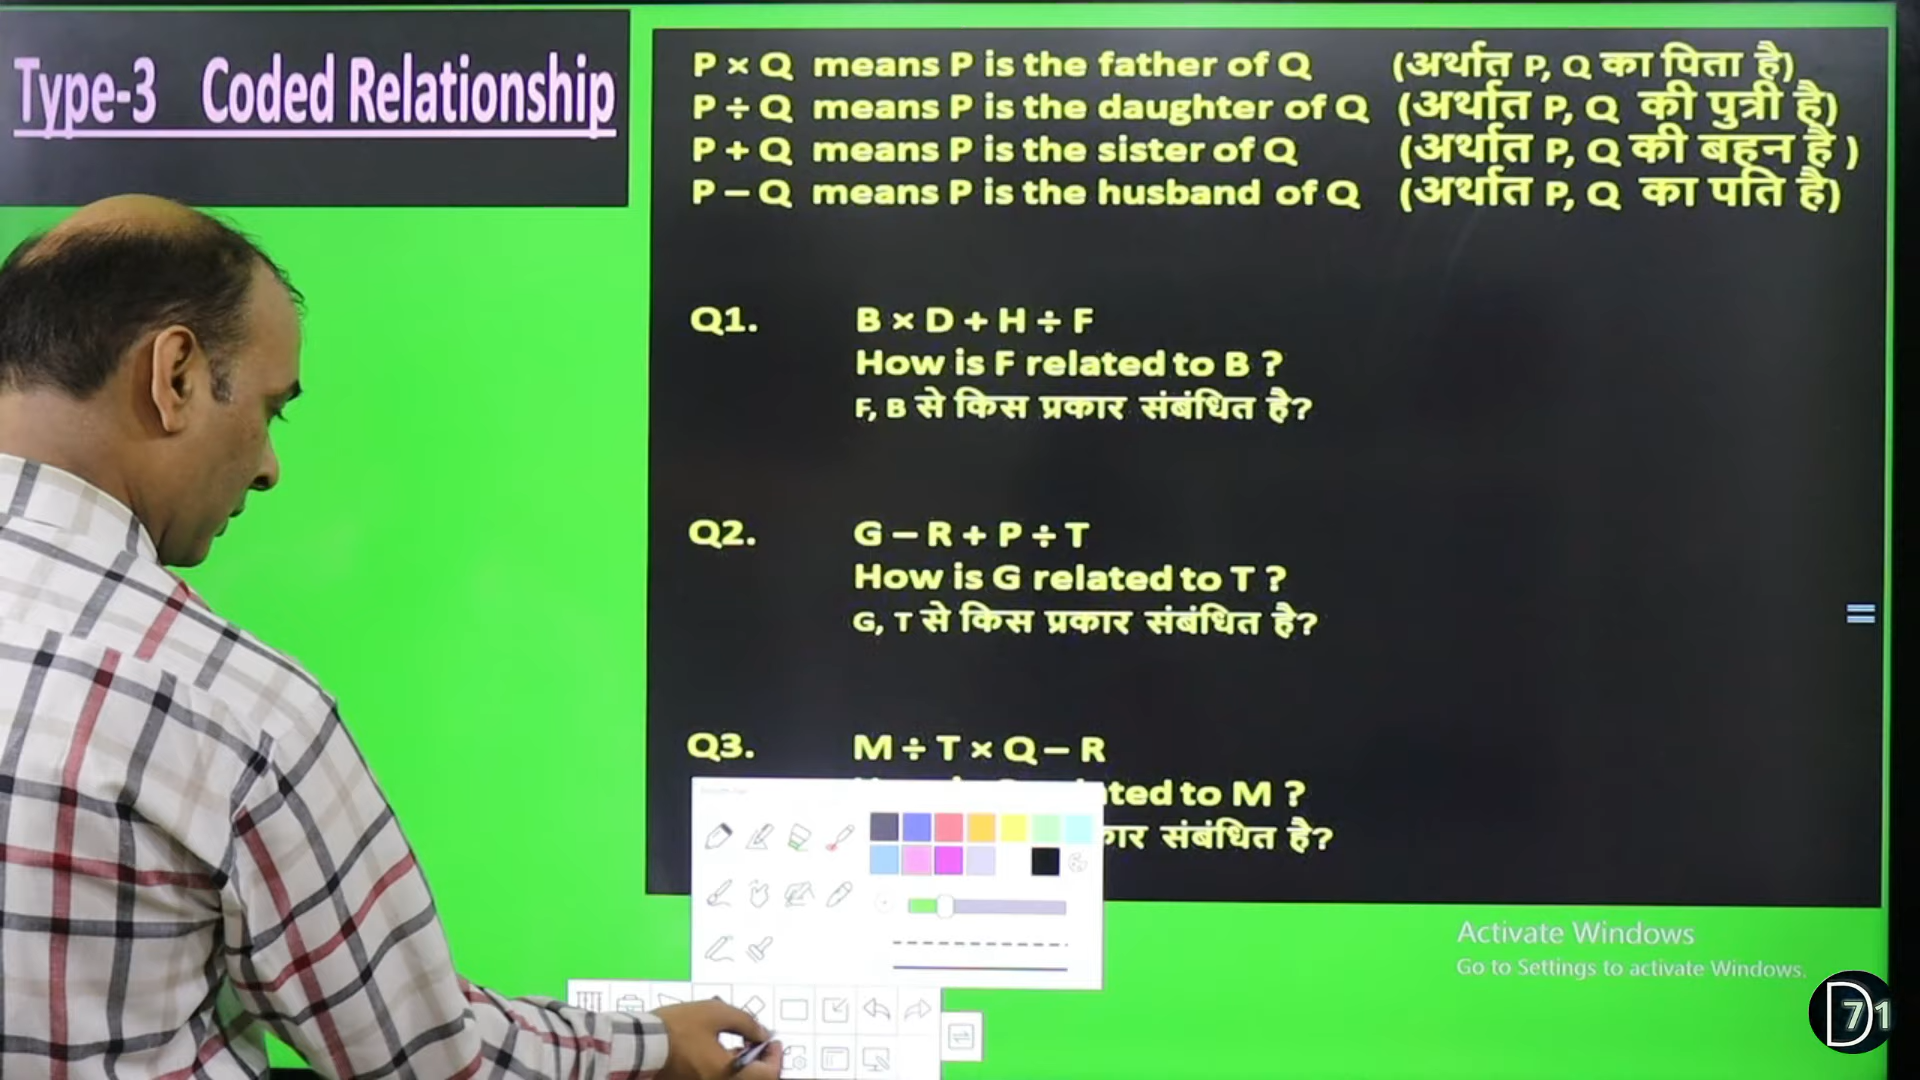 Type-3 Coded Relationship
P × Q means P is the father of Q (अर्थात P, Q का पिता है)
P ÷ Q means P is the daughter of Q (अर्थात P, Q की पुत्री है)
P + Q means P is the sister of Q (अर्थात P, Q की बहन है )
P – Q means P is the husband of Q (अर्थात P, Q का पति है)
Q1. B × D + H ÷ F
How is F related to B ?
F, B से किस प्रकार संबंधित है?
Q2. G – R + P ÷ T
How is G related to T ?
G, T से किस प्रकार संबंधित है?
Q3. M ÷ T × Q – R
to M ?
संबंधित है?
Activate Windows
Go to Settings to activate Windows.
D 71